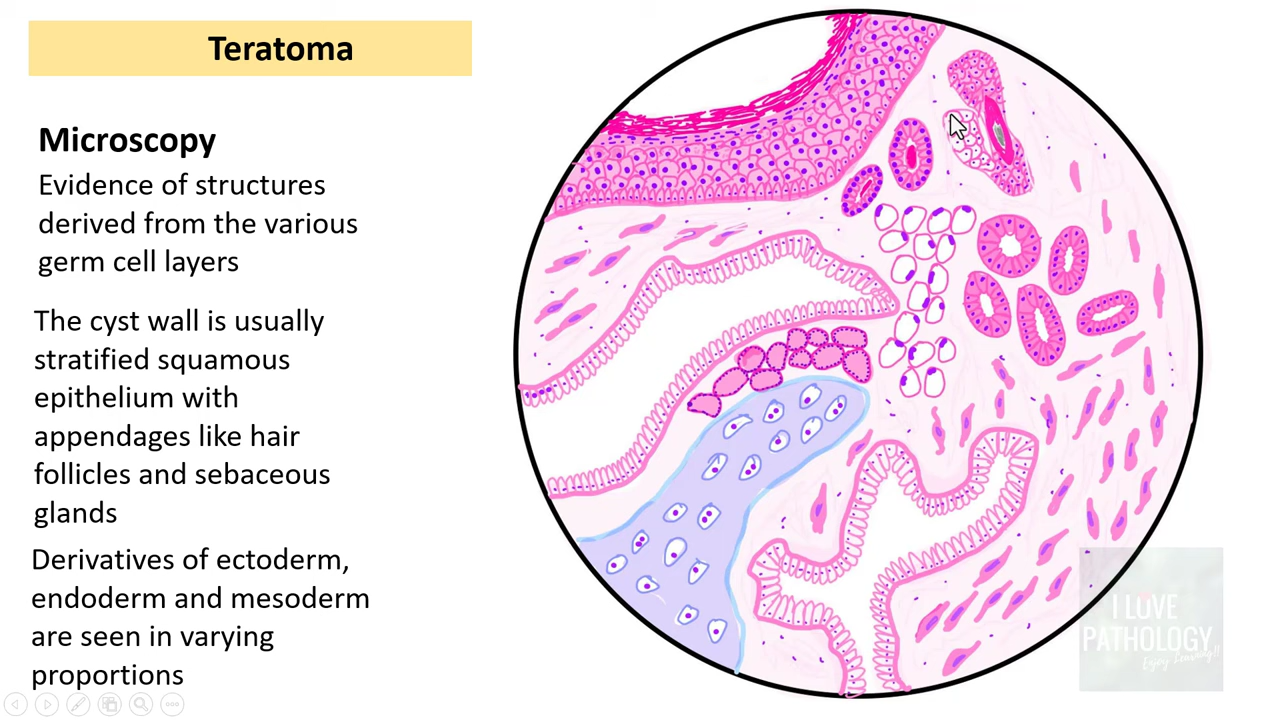 Teratoma
Microscopy
Evidence of structures
derived from the various
germ cell layers
The cyst wall is usually
stratified squamous
epithelium with
appendages like hair
follicles and sebaceous
glands
Derivatives of ectoderm,
endoderm and mesoderm
are seen in varying
proportions
I LOVE
PATHOLOGY
Enjoy Learning!!